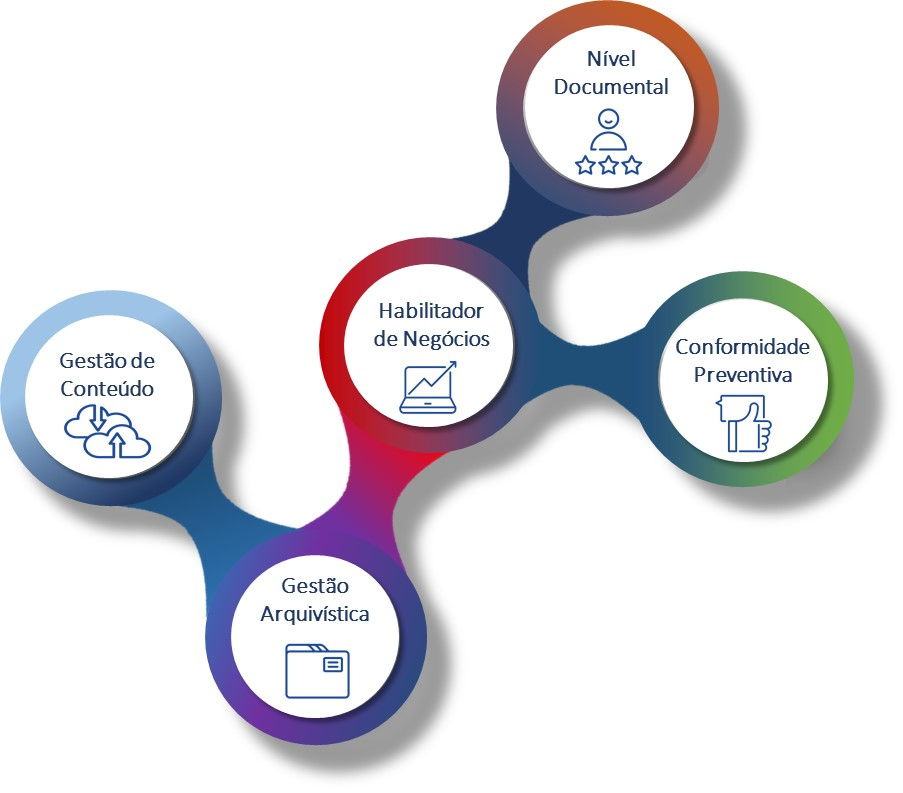 Nível
Documental
Habilitador
de Negócios
Conformidade
Preventiva
Gestão de
Conteúdo
Gestão
Arquivística